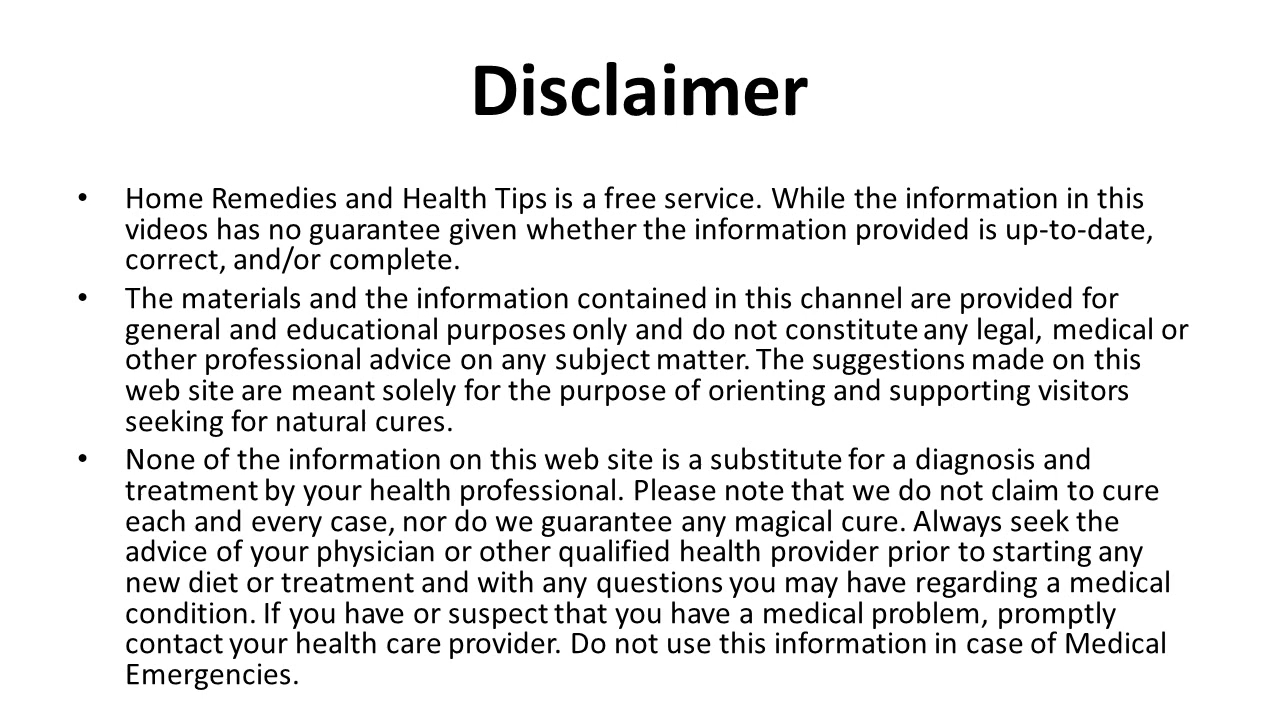 Disclaimer
• Home Remedies and Health Tips is a free service. While the information in this
videos has no guarantee given whether the information provided is up-to-date,
correct, and/or complete.
• The materials and the information contained in this channel are provided for
general and educational purposes only and do not constitute any legal, medical or
other professional advice on any subject matter. The suggestions made on this
web site are meant solely for the purpose of orienting and supporting visitors
seeking for natural cures.
• None of the information on this web site is a substitute for a diagnosis and
treatment by your health professional. Please note that we do not claim to cure
each and every case, nor do we guarantee any magical cure. Always seek the
advice of your physician or other qualified health provider prior to starting any
new diet or treatment and with any questions you may have regarding a medical
condition. If you have or suspect that you have a medical problem, promptly
contact your health care provider. Do not use this information in case of Medical
Emergencies.